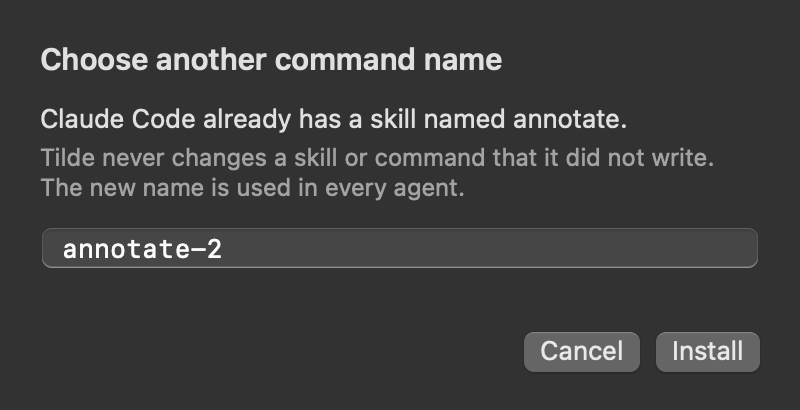 Choose another command name
Claude Code already has a skill named annotate.
Tilde never changes a skill or command that it did not write.
The new name is used in every agent.
annotate-2
Cancel
Install